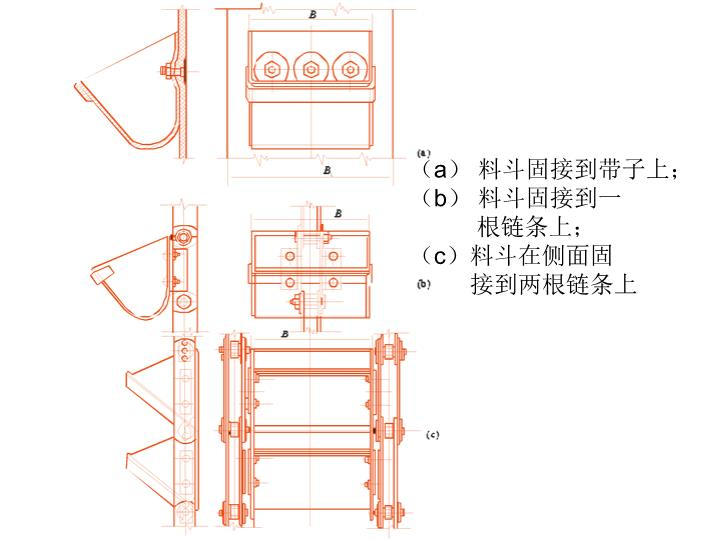 B
(a)
B
（a） 料斗固接到带子上；
（b） 料斗固接到一
根链条上；
（c）料斗在侧面固
接到两根链条上
B
(b)
B
(c)